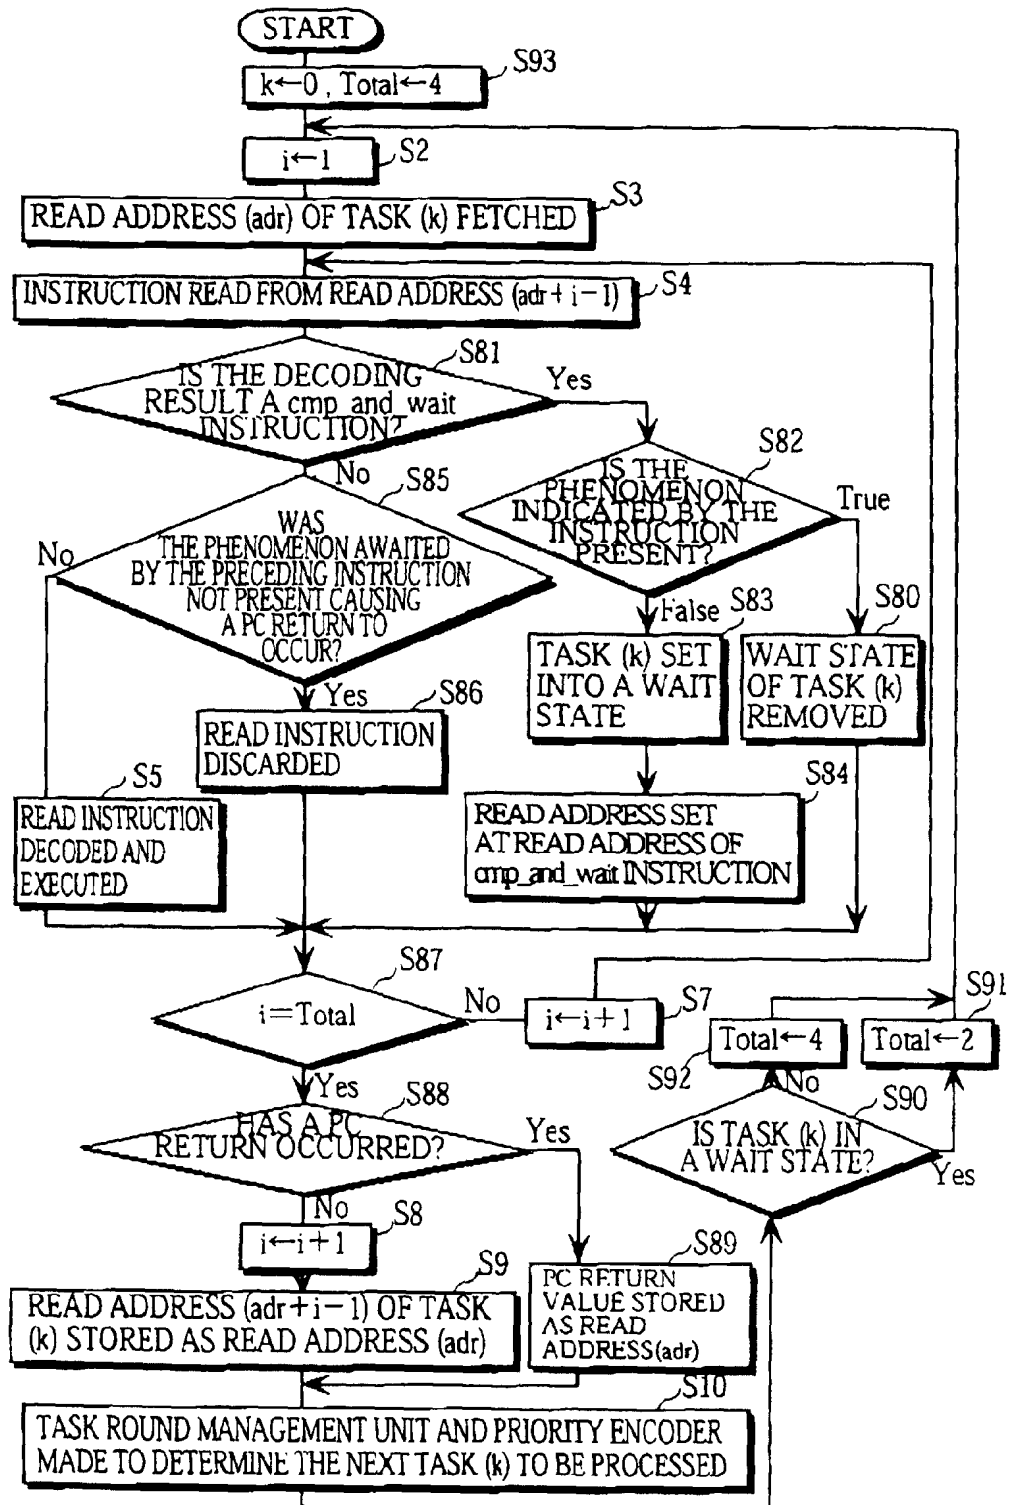 START
k←0, Total←4
S93
i←1
S2
READ ADDRESS (adr) OF TASK (k) FETCHED
S3
INSTRUCTION READ FROM READ ADDRESS (adr+i−1)
S4
S81
IS THE DECODING
RESULT A cmp_and_wait
INSTRUCTION?
Yes
No
S82
IS THE
PHENOMENON
INDICATED BY THE
INSTRUCTION
PRESENT?
True
False
S85
WAS
THE PHENOMENON AWAITED
BY THE PRECEDING INSTRUCTION
NOT PRESENT CAUSING
A PC RETURN TO
OCCUR?
No
Yes
S83
TASK (k) SET
INTO A WAIT
STATE
S80
WAIT STATE
OF TASK (k)
REMOVED
S86
READ INSTRUCTION
DISCARDED
S5
READ INSTRUCTION
DECODED AND
EXECUTED
S84
READ ADDRESS SET
AT READ ADDRESS OF
cmp_and_wait INSTRUCTION
S87
i=Total
No
Yes
i←i+1
S7
Total←4
S92
Total←2
S91
S88
HAS A PC
RETURN OCCURRED?
Yes
No
S90
IS TASK (k) IN
A WAIT STATE?
No
Yes
i←i+1
S8
S9
READ ADDRESS (adr+i−1) OF TASK
(k) STORED AS READ ADDRESS (adr)
S89
PC RETURN
VALUE STORED
AS READ
ADDRESS(adr)
S10
TASK ROUND MANAGEMENT UNIT AND PRIORITY ENCODER
MADE TO DETERMINE THE NEXT TASK (k) TO BE PROCESSED